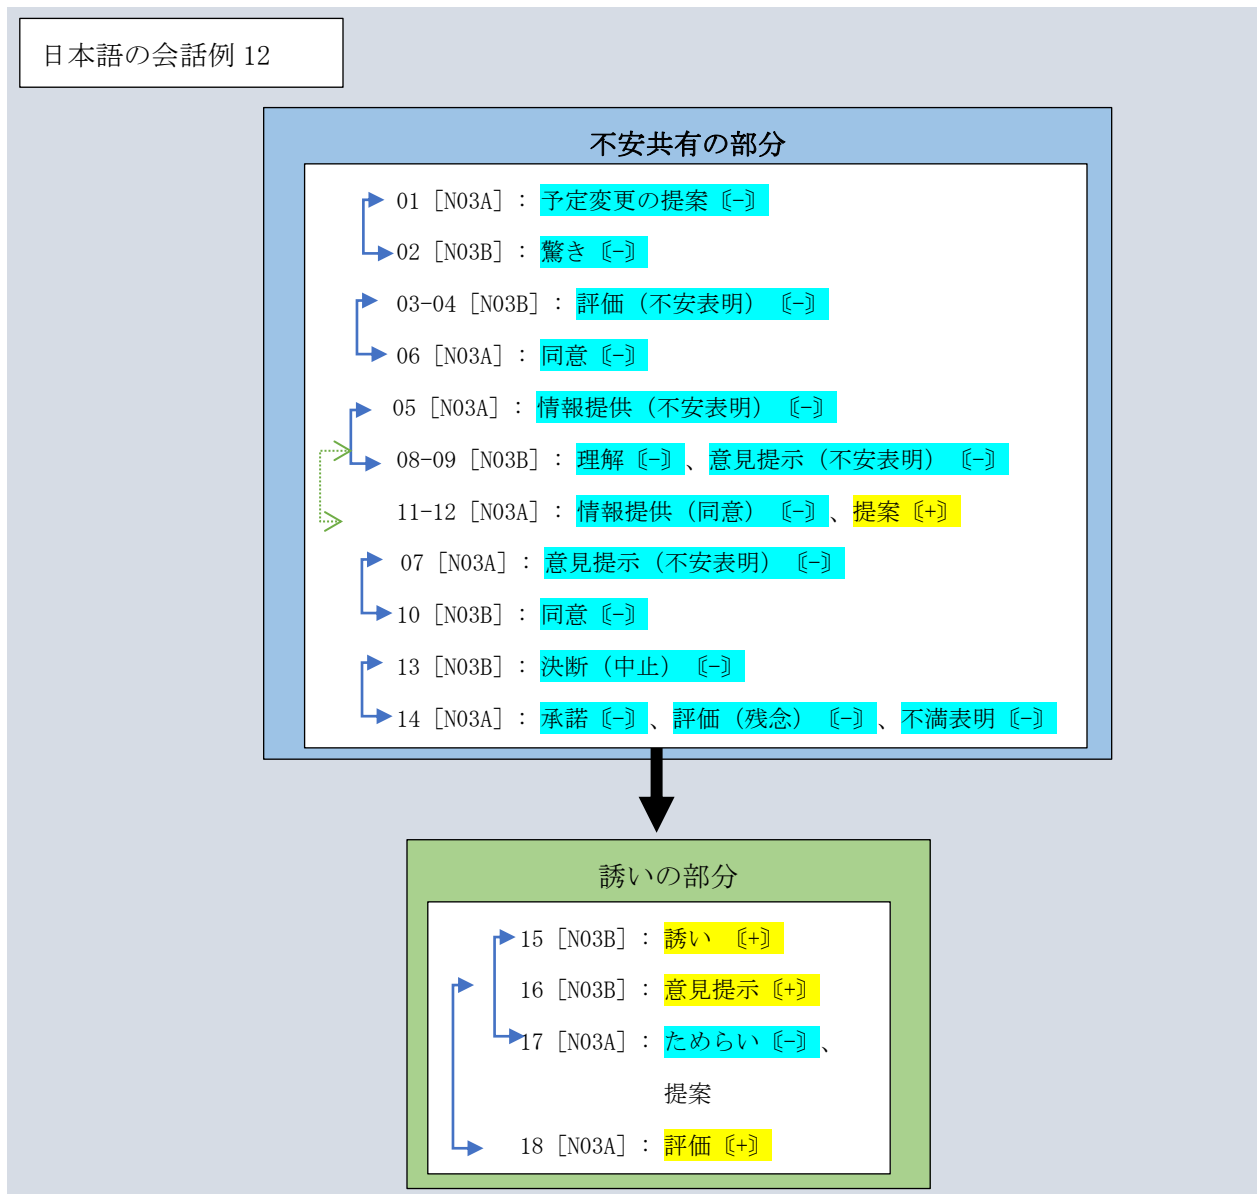 日本語の会話例 12
不安共有の部分
01［N03A］：予定変更の提案〔-〕
02［N03B］：驚き〔-〕
03-04［N03B］：評価（不安表明）〔-〕
06［N03A］：同意〔-〕
05［N03A］：情報提供（不安表明）〔-〕
08-09［N03B］：理解〔-〕、意見提示（不安表明）〔-〕
11-12［N03A］：情報提供（同意）〔-〕、提案〔+〕
07［N03A］：意見提示（不安表明）〔-〕
10［N03B］：同意〔-〕
13［N03B］：決断（中止）〔-〕
14［N03A］：承諾〔-〕、評価（残念）〔-〕、不満表明〔-〕
誘いの部分
15［N03B］：誘い 〔+〕
16［N03B］：意見提示〔+〕
17［N03A］：ためらい〔-〕、
提案
18［N03A］：評価〔+〕